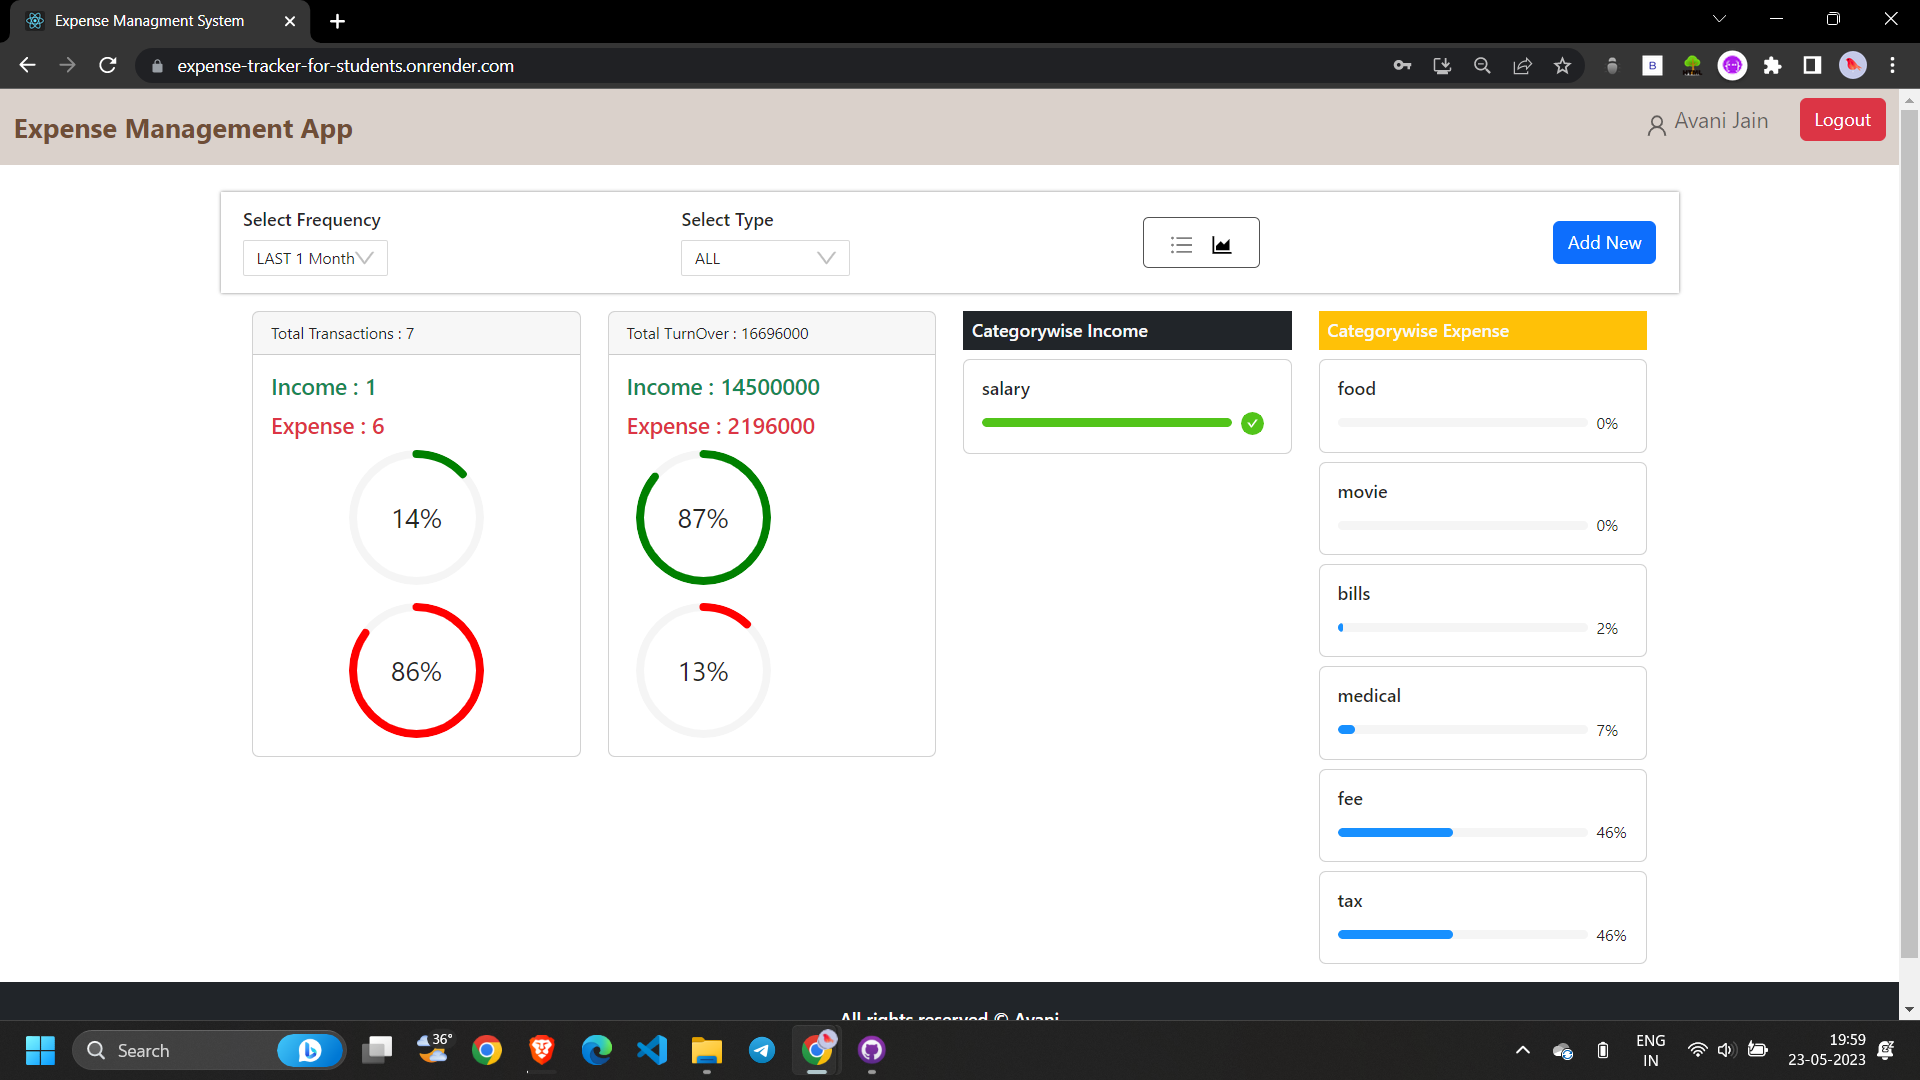 Expense Managment System
expense-tracker-for-students.onrender.com
B
Expense Management App
Avani Jain
Logout
Select Frequency
LAST 1 Month
Select Type
ALL
Add New
Total Transactions : 7
Income : 1
Expense : 6
14%
86%
Total TurnOver : 16696000
Income : 14500000
Expense : 2196000
87%
13%
Categorywise Income
salary
Categorywise Expense
food
0%
movie
0%
bills
2%
medical
7%
fee
46%
tax
46%
All rights reserved © Avani
Search
36°
ENG
IN
19:59
23-05-2023